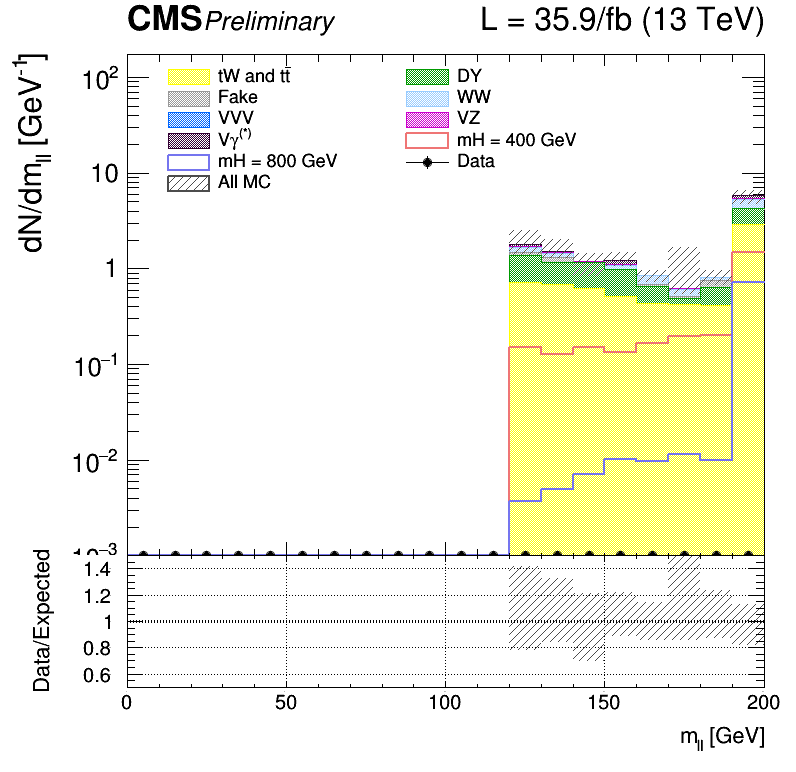 CMS Preliminary L = 35.9/fb (13 TeV)
dN/dm_ll [GeV⁻¹]
tW and tt̄ DY
Fake WW
VVV VZ
Vγ(*) mH = 400 GeV
mH = 800 GeV Data
All MC
10²
10
1
10⁻¹
10⁻²
10⁻³
Data/Expected
1.4
1.2
1
0.8
0.6
0 50 100 150 200
m_ll [GeV]